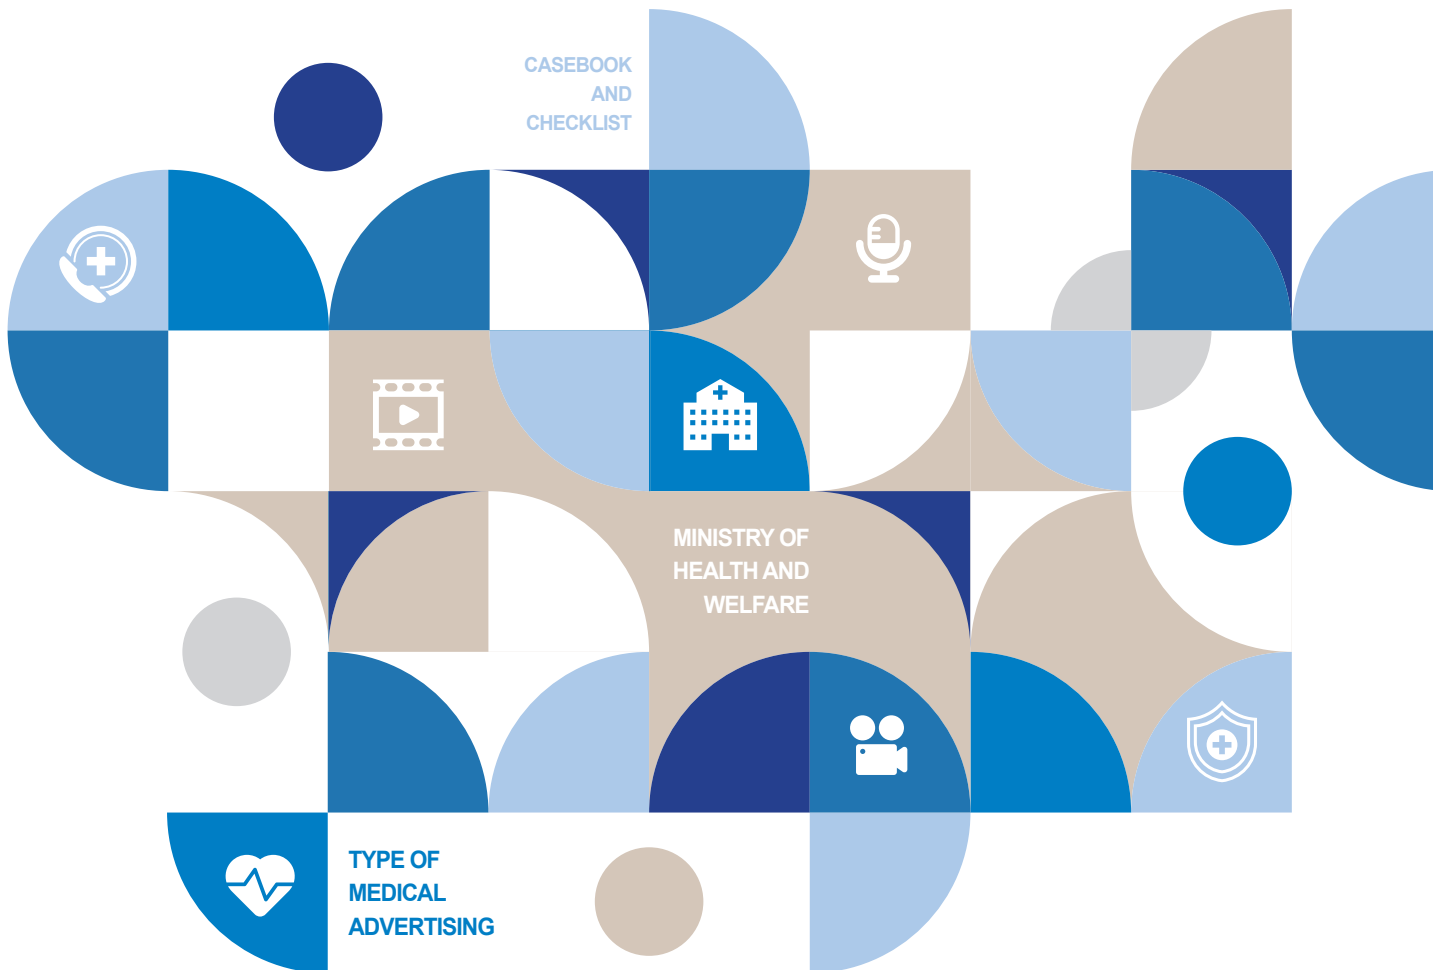 CASEBOOK
AND
CHECKLIST
MINISTRY OF
HEALTH AND
WELFARE
TYPE OF
MEDICAL
ADVERTISING